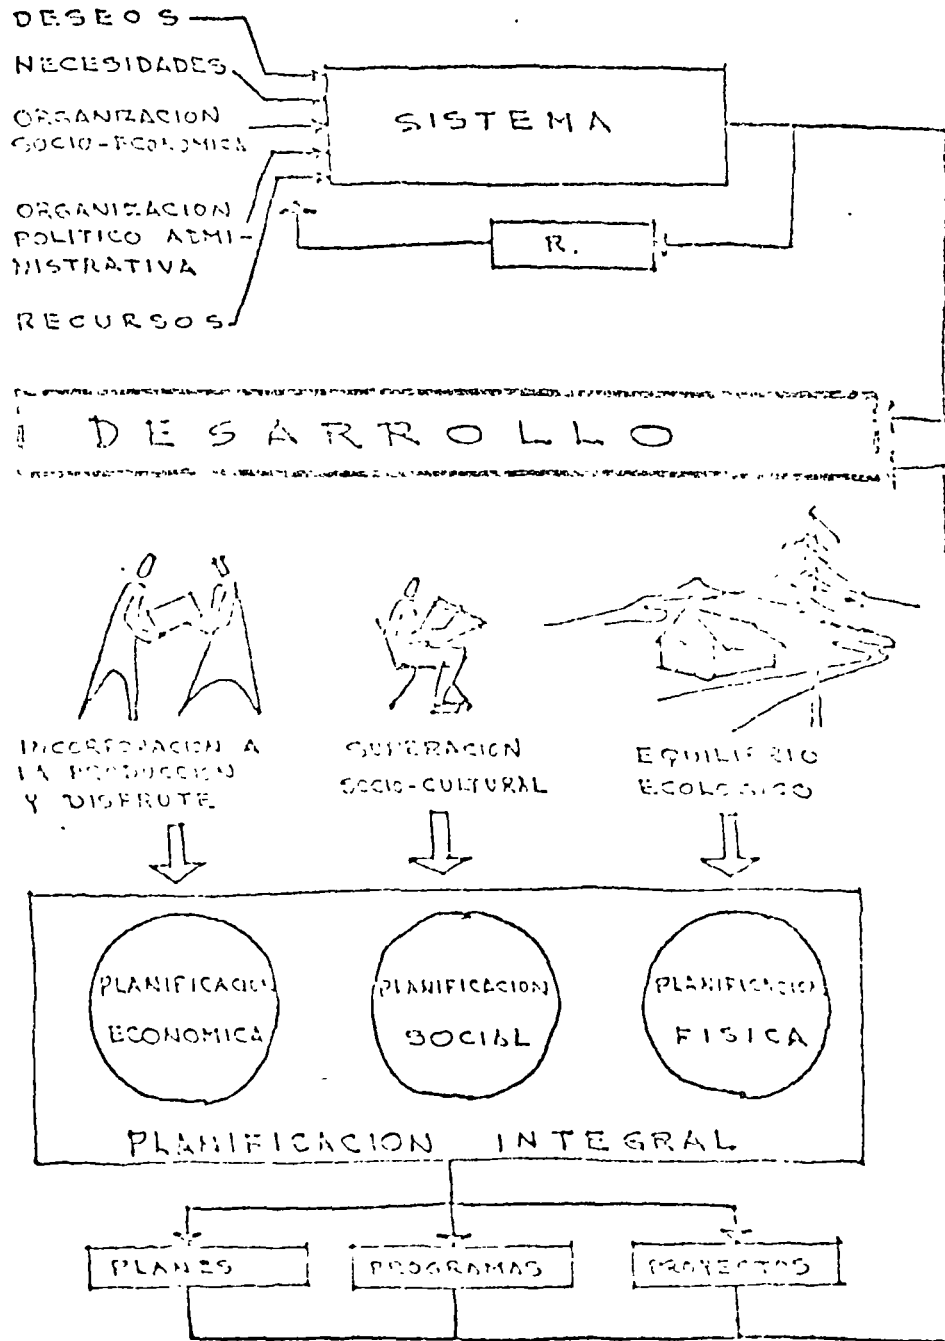 DESEOS
NECESIDADES
ORGANIZACION
SOCIO-ECONOMICA
ORGANIZACION
POLITICO ADMI-
NISTRATIVA
RECURSOS
SISTEMA
R.
DESARROLLO
INCORPORACION A
LA PRODUCCION
Y DISFRUTE
SUPERACION
SOCIO-CULTURAL
EQUILIBRIO
ECOLOGICO
PLANIFICACION
ECONOMICA
PLANIFICACION
SOCIAL
PLANIFICACION
FISICA
PLANIFICACION INTEGRAL
PLANES
PROGRAMAS
PROYECTOS